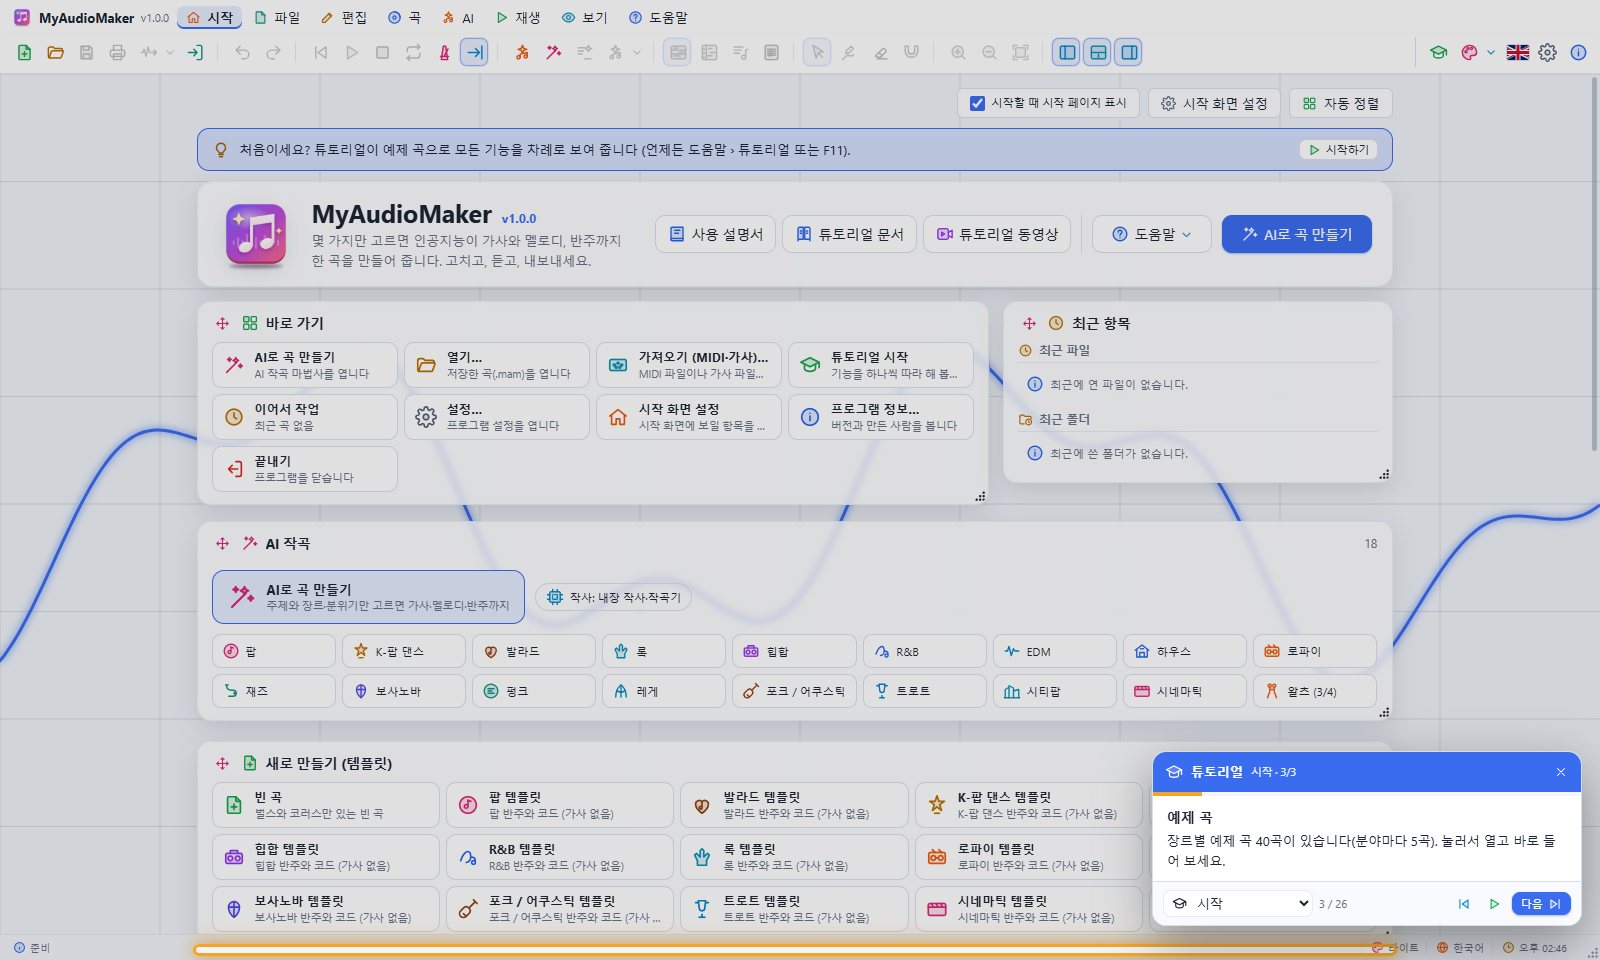 MyAudioMaker v1.0.0 시작 파일 편집 곡 AI 재생 보기 도움말
시작할 때 시작 페이지 표시 시작 화면 설정 자동 정렬
처음이세요? 튜토리얼이 예제 곡으로 모든 기능을 차례로 보여 줍니다 (언제든 도움말 › 튜토리얼 또는 F11). 시작하기
MyAudioMaker v1.0.0
몇 가지만 고르면 인공지능이 가사와 멜로디, 반주까지
한 곡을 만들어 줍니다. 고치고, 듣고, 내보내세요.
사용 설명서 튜토리얼 문서 튜토리얼 동영상 도움말 AI로 곡 만들기
바로 가기
AI로 곡 만들기
AI 작곡 마법사를 엽니다
열기...
저장한 곡(.mam)을 엽니다
가져오기 (MIDI·가사)...
MIDI 파일이나 가사 파일...
튜토리얼 시작
기능을 하나씩 따라 해 봅...
이어서 작업
최근 곡 없음
설정...
프로그램 설정을 엽니다
시작 화면 설정
시작 화면에 보일 항목을 ...
프로그램 정보...
버전과 만든 사람을 봅니다
끝내기
프로그램을 닫습니다
최근 항목
최근 파일
최근에 연 파일이 없습니다.
최근 폴더
최근에 쓴 폴더가 없습니다.
AI 작곡 18
AI로 곡 만들기
주제와 장르·분위기만 고르면 가사·멜로디·반주까지
작사: 내장 작사·작곡기
팝 K-팝 댄스 발라드 록 힙합 R&B EDM 하우스 로파이
재즈 보사노바 펑크 레게 포크 / 어쿠스틱 트로트 시티팝 시네마틱 왈츠 (3/4)
새로 만들기 (템플릿)
빈 곡
벌스와 코러스만 있는 빈 곡
팝 템플릿
팝 반주와 코드 (가사 없음)
발라드 템플릿
발라드 반주와 코드 (가사 없음)
K-팝 댄스 템플릿
K-팝 댄스 반주와 코드 (가사 없음)
힙합 템플릿
힙합 반주와 코드 (가사 없음)
R&B 템플릿
R&B 반주와 코드 (가사 없음)
록 템플릿
록 반주와 코드 (가사 없음)
로파이 템플릿
로파이 반주와 코드 (가사 없음)
보사노바 템플릿
보사노바 반주와 코드 (가사 없음)
포크 / 어쿠스틱 템플릿
포크 / 어쿠스틱 반주와 코드 (가사 ...
트로트 템플릿
트로트 반주와 코드 (가사 없음)
시네마틱 템플릿
시네마틱 반주와 코드 (가사 없음)
튜토리얼 시작 · 3/3
예제 곡
장르별 예제 곡 40곡이 있습니다(분야마다 5곡). 눌러서 열고 바로 들
어 보세요.
시작 3 / 26 다음
준비 한국어 오후 02:46